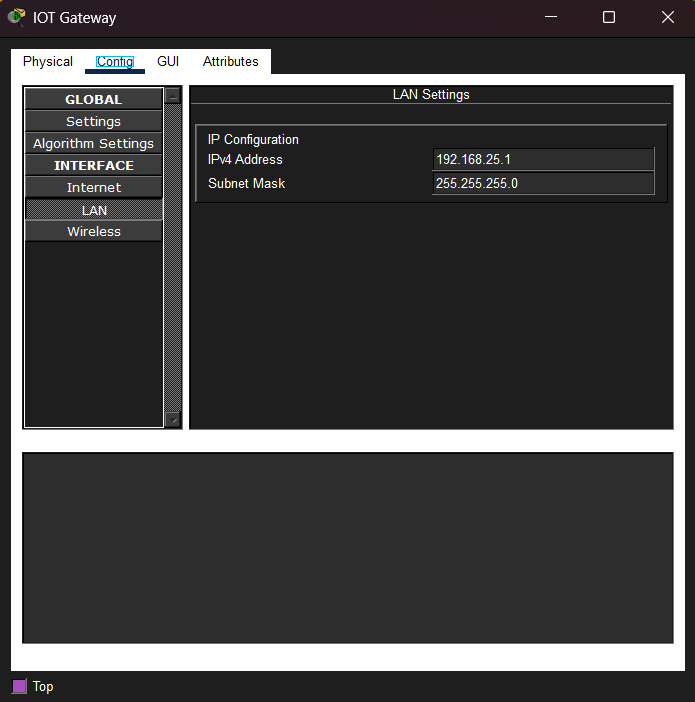 IOT Gateway
Physical Config GUI Attributes
GLOBAL
Settings
Algorithm Settings
INTERFACE
Internet
LAN
Wireless
LAN Settings
IP Configuration
IPv4 Address 192.168.25.1
Subnet Mask 255.255.255.0
Top